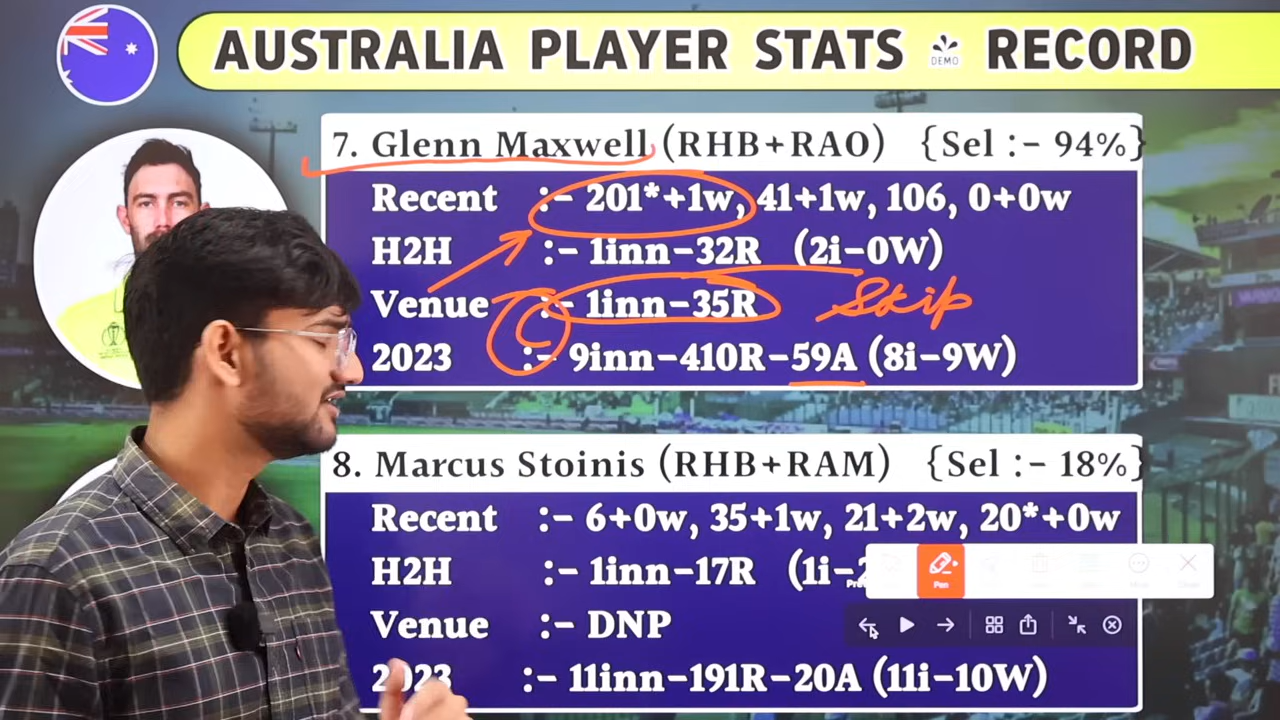 AUSTRALIA PLAYER STATS & RECORD
DEMO
7. Glenn Maxwell (RHB+RAO) {Sel :- 94%}
Recent :- 201*+1w, 41+1w, 106, 0+0w
H2H :- 1inn-32R (2i-0W)
Venue :- 1inn-35R Skip
2023 :- 9inn-410R-59A (8i-9W)
8. Marcus Stoinis (RHB+RAM) {Sel :- 18%}
Recent :- 6+0w, 35+1w, 21+2w, 20*+0w
H2H :- 1inn-17R (1i-2
Pen
Venue :- DNP
2023 :- 11inn-191R-20A (11i-10W)